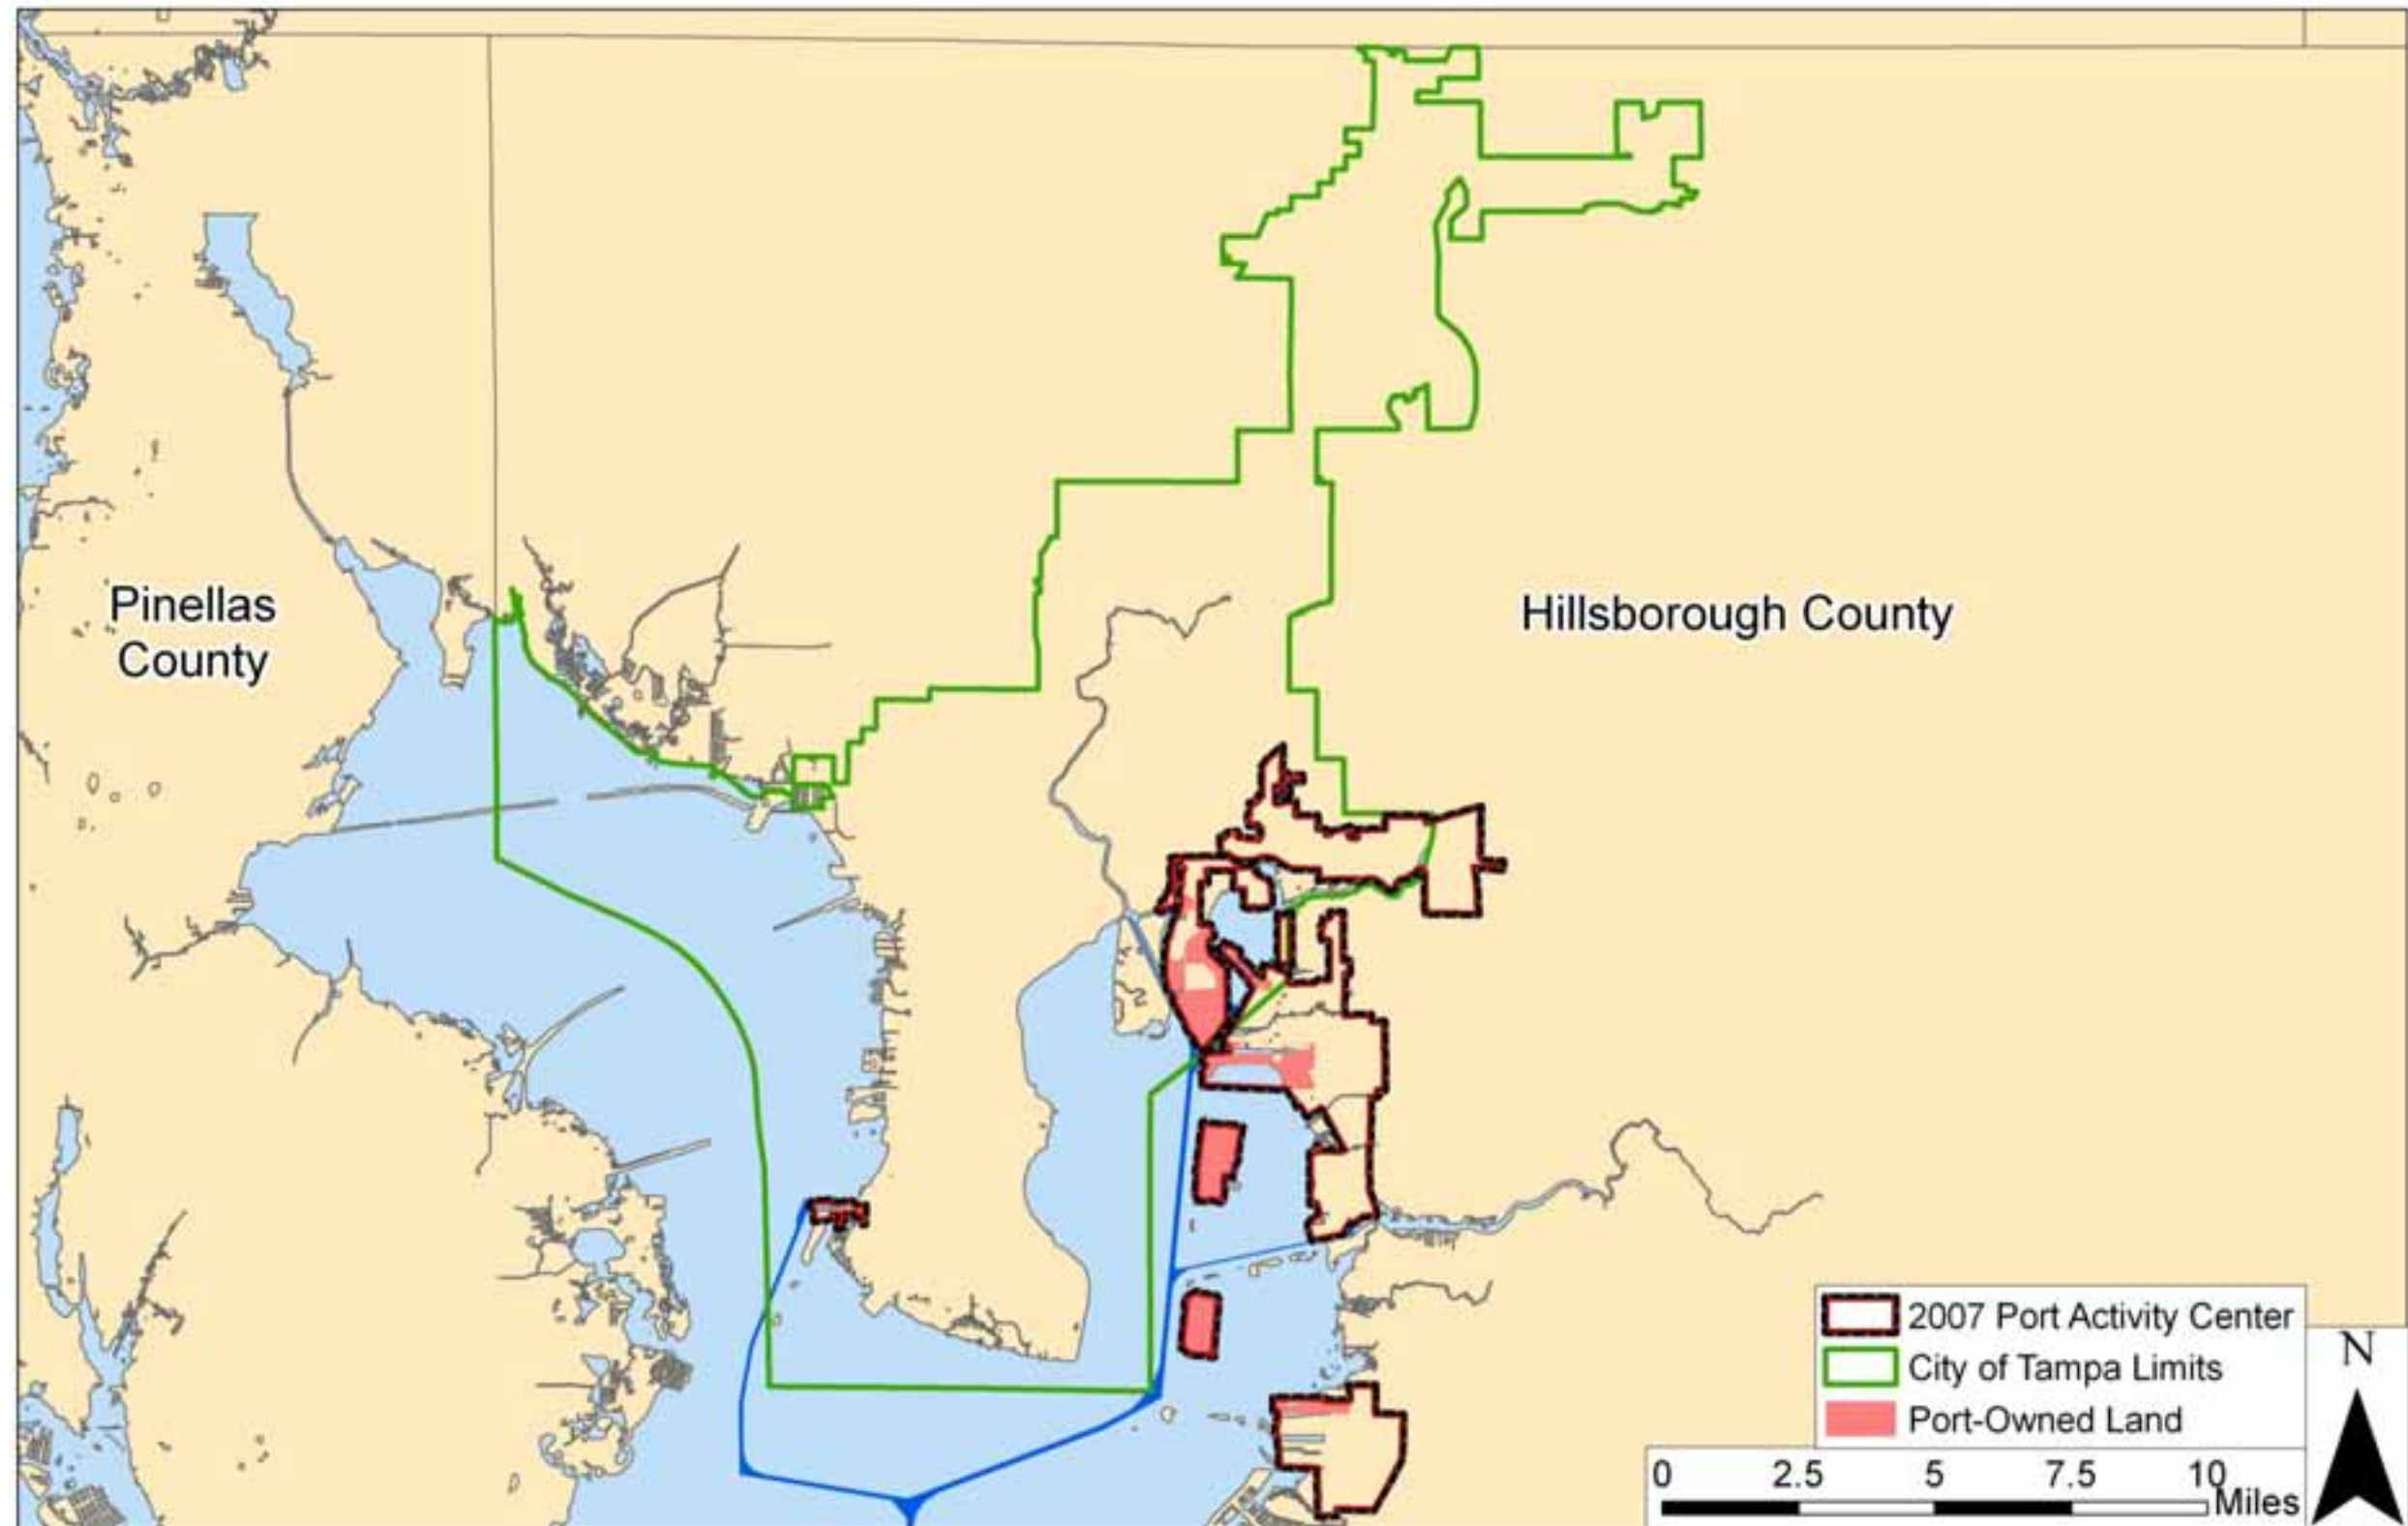 Pinellas
County
Hillsborough County
2007 Port Activity Center
City of Tampa Limits
Port-Owned Land
N
0 2.5 5 7.5 10
Miles